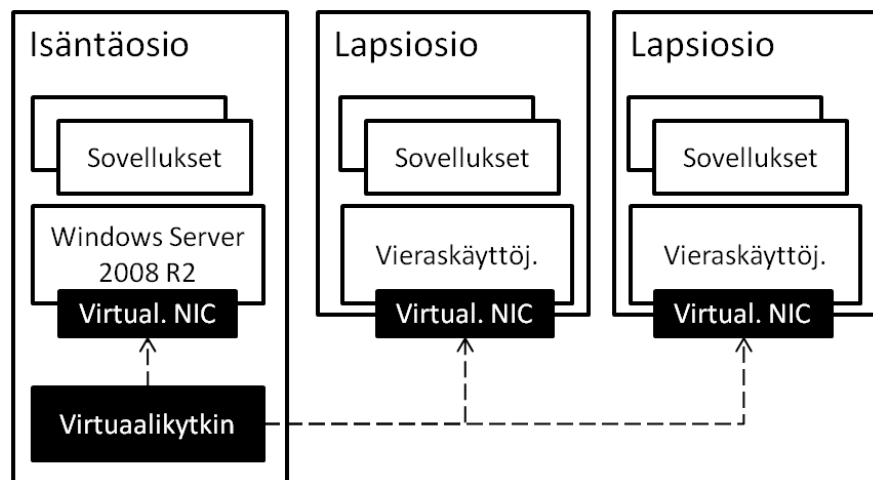 Isäntäosio
Sovellukset
Windows Server
2008 R2
Virtual. NIC
Virtuaalikytkin
Lapsiosio
Sovellukset
Vieraskäyttöj.
Virtual. NIC
Lapsiosio
Sovellukset
Vieraskäyttöj.
Virtual. NIC